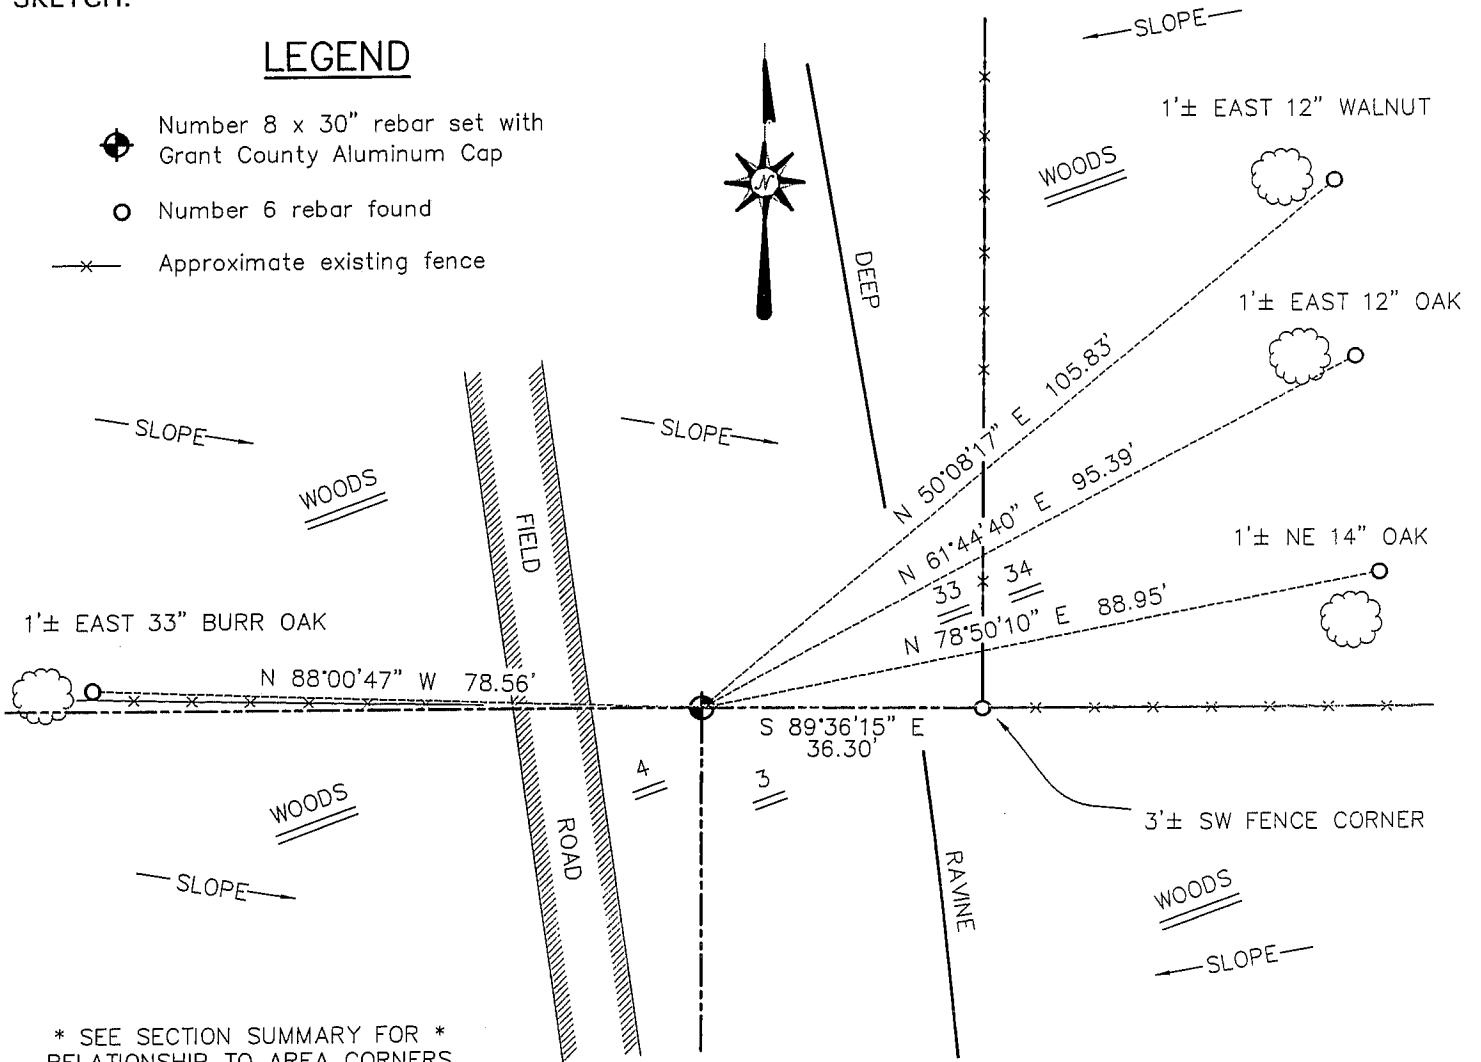 SKETCH:
LEGEND
Number 8 x 30" rebar set with
Grant County Aluminum Cap
Number 6 rebar found
Approximate existing fence
N
SLOPE
1'± EAST 12" WALNUT
WOODS
DEEP
1'± EAST 12" OAK
N 50°08'17" E 105.83'
SLOPE
SLOPE
N 61°44'40" E 95.39'
WOODS
FIELD
1'± NE 14" OAK
33
34
N 78°50'10" E 88.95'
1'± EAST 33" BURR OAK
N 88°00'47" W 78.56'
S 89°36'15" E
36.30'
4
3
WOODS
ROAD
3'± SW FENCE CORNER
RAVINE
SLOPE
WOODS
SLOPE
* SEE SECTION SUMMARY FOR *
RELATIONSHIP TO AREA CORNERS